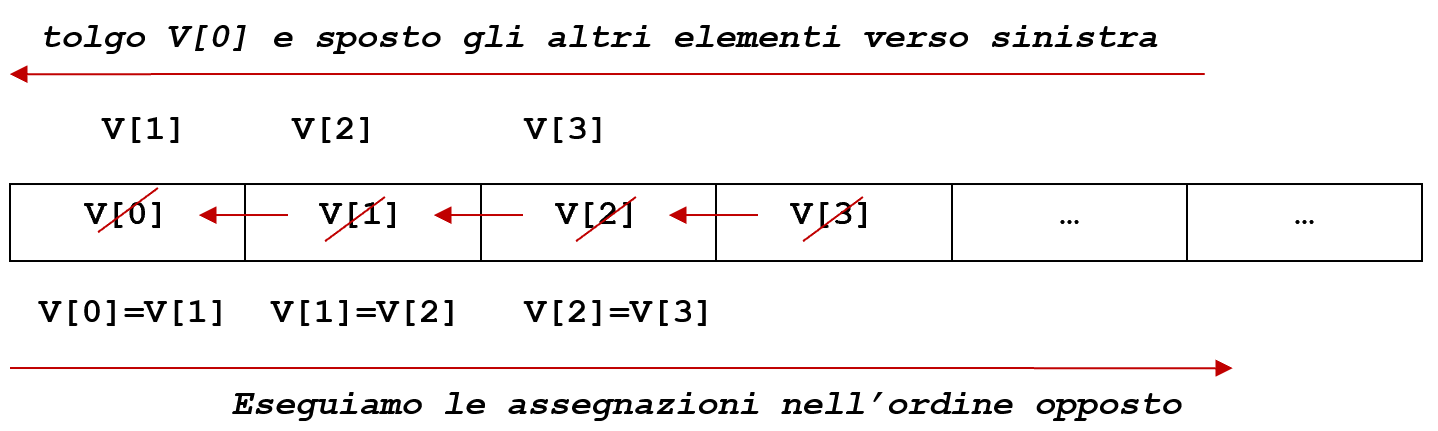 tolgo V[0] e sposto gli altri elementi verso sinistra
V[1] V[2] V[3]
V[0] V[1] V[2] V[3] … …
V[0]=V[1] V[1]=V[2] V[2]=V[3]
Eseguiamo le assegnazioni nell’ordine opposto